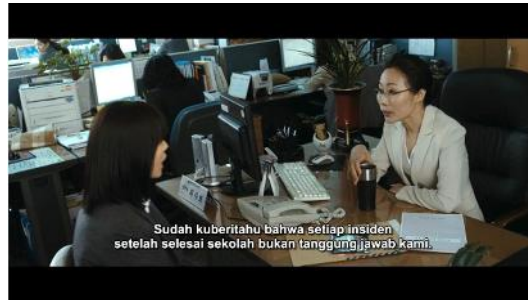 Sudah kuberitahu bahwa setiap insiden
setelah selesai sekolah bukan tanggung jawab kami.